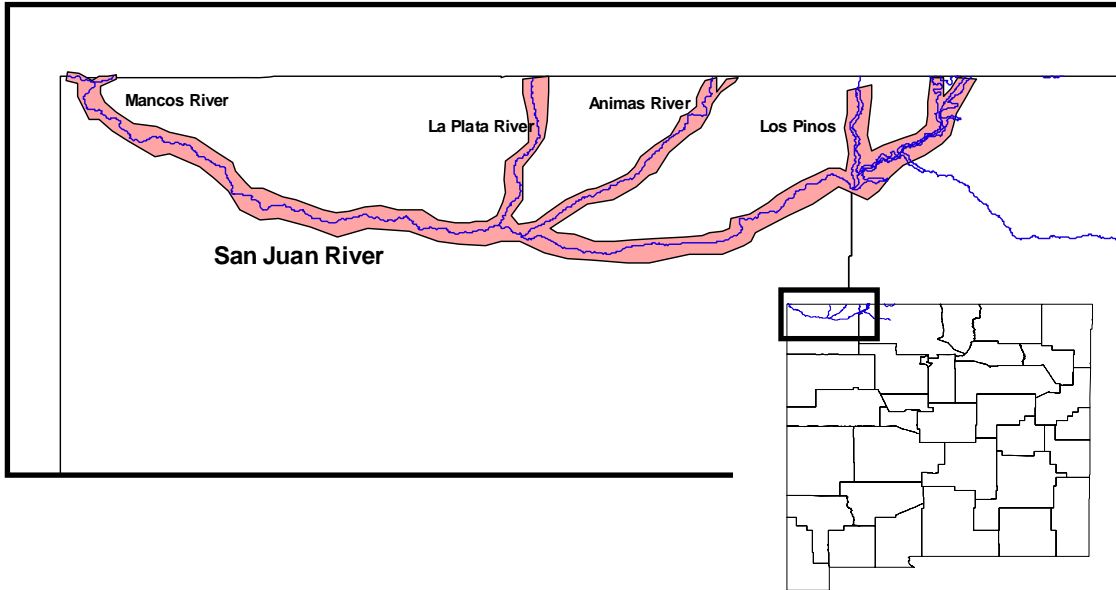 Mancos River
La Plata River
Animas River
Los Pinos
San Juan River